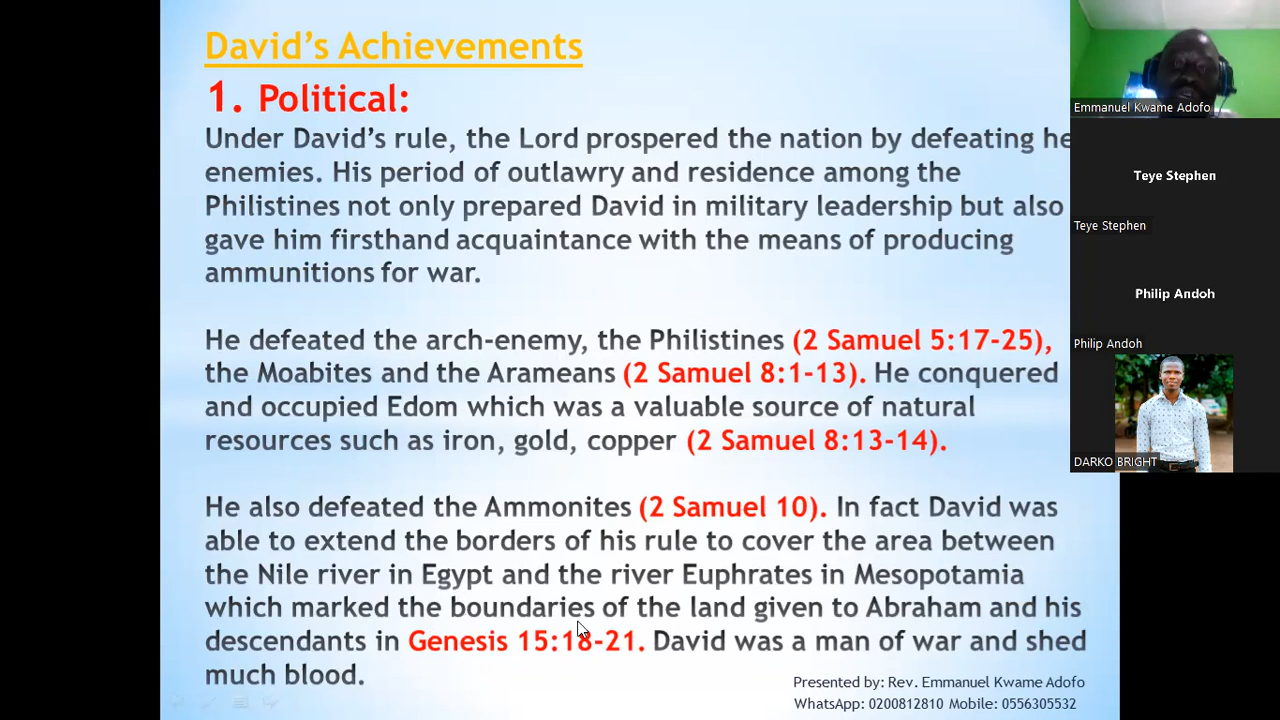 David's Achievements
1. Political:
Under David's rule, the Lord prospered the nation by defeating he
enemies. His period of outlawry and residence among the
Philistines not only prepared David in military leadership but also
gave him firsthand acquaintance with the means of producing
ammunitions for war.
He defeated the arch-enemy, the Philistines (2 Samuel 5:17-25),
the Moabites and the Arameans (2 Samuel 8:1-13). He conquered
and occupied Edom which was a valuable source of natural
resources such as iron, gold, copper (2 Samuel 8:13-14).
He also defeated the Ammonites (2 Samuel 10). In fact David was
able to extend the borders of his rule to cover the area between
the Nile river in Egypt and the river Euphrates in Mesopotamia
which marked the boundaries of the land given to Abraham and his
descendants in Genesis 15:18-21. David was a man of war and shed
much blood.
Presented by: Rev. Emmanuel Kwame Adofo
WhatsApp: 0200812810 Mobile: 0556305532
Emmanuel Kwame Adofo
Teye Stephen
Teye Stephen
Philip Andoh
Philip Andoh
DARKO BRIGHT